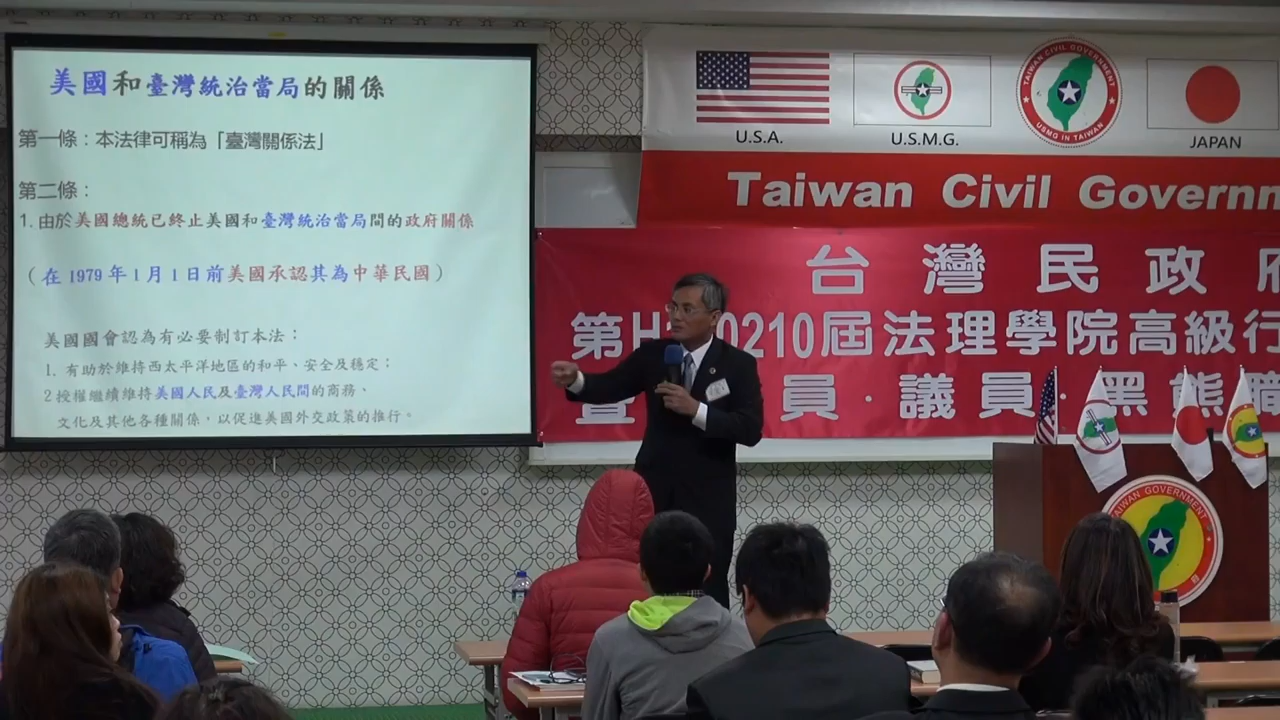 美國和臺灣統治當局的關係
第一條：本法律可稱為「臺灣關係法」
第二條：
1. 由於美國總統已終止美國和臺灣統治當局間的政府關係
（在 1979 年 1 月 1 日前美國承認其為中華民國）
美國國會認為有必要制訂本法：
1. 有助於維持西太平洋地區的和平、安全及穩定；
2 授權繼續維持美國人民及臺灣人民間的商務、
文化及其他各種關係，以促進美國外交政策的推行。
U.S.A.
U.S.M.G.
TAIWAN CIVIL GOVERNMENT
USMG IN TAIWAN
JAPAN
Taiwan Civil Governm
台灣民政府
第H 0210屆法理學院高級行
員·議員·黑熊職
TAIWAN GOVERNMENT